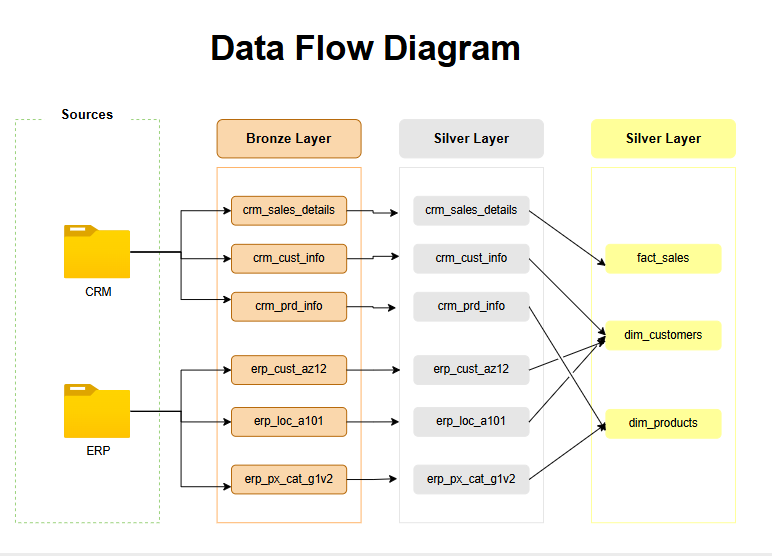 Data Flow Diagram
Sources
Bronze Layer
Silver Layer
Silver Layer
CRM
ERP
crm_sales_details
crm_cust_info
crm_prd_info
erp_cust_az12
erp_loc_a101
erp_px_cat_g1v2
crm_sales_details
crm_cust_info
crm_prd_info
erp_cust_az12
erp_loc_a101
erp_px_cat_g1v2
fact_sales
dim_customers
dim_products